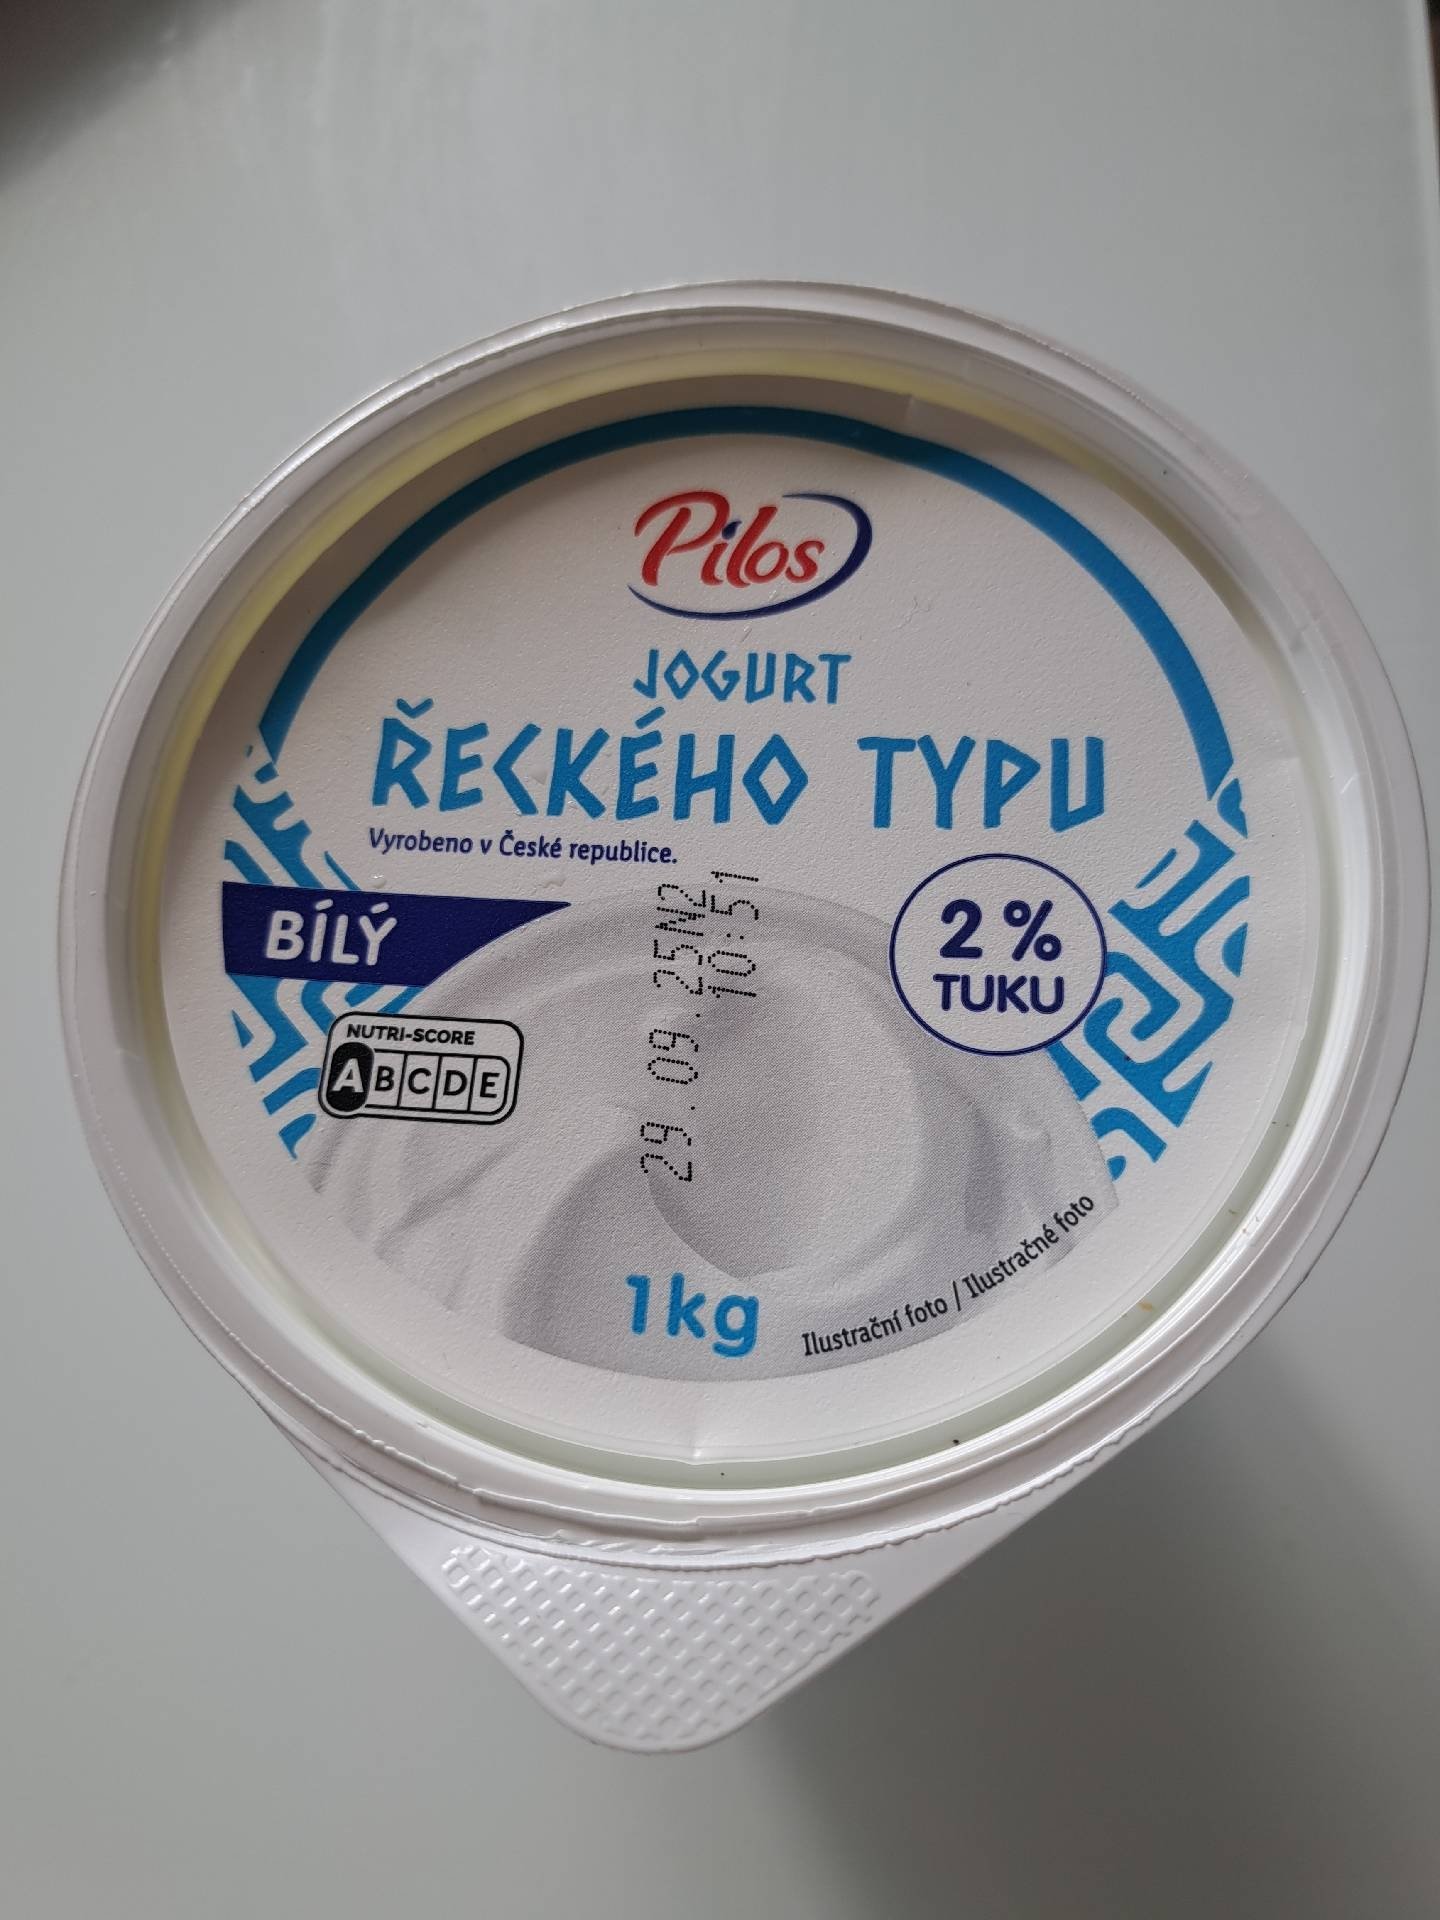 Pilos
JOGURT
ŘECKÉHO TYPU
Vyrobeno v České republice.
BÍLÝ
2 %
TUKU
NUTRI-SCORE
A B C D E
29.09.25M2
10:51
1kg
Ilustrační foto / Ilustračné foto